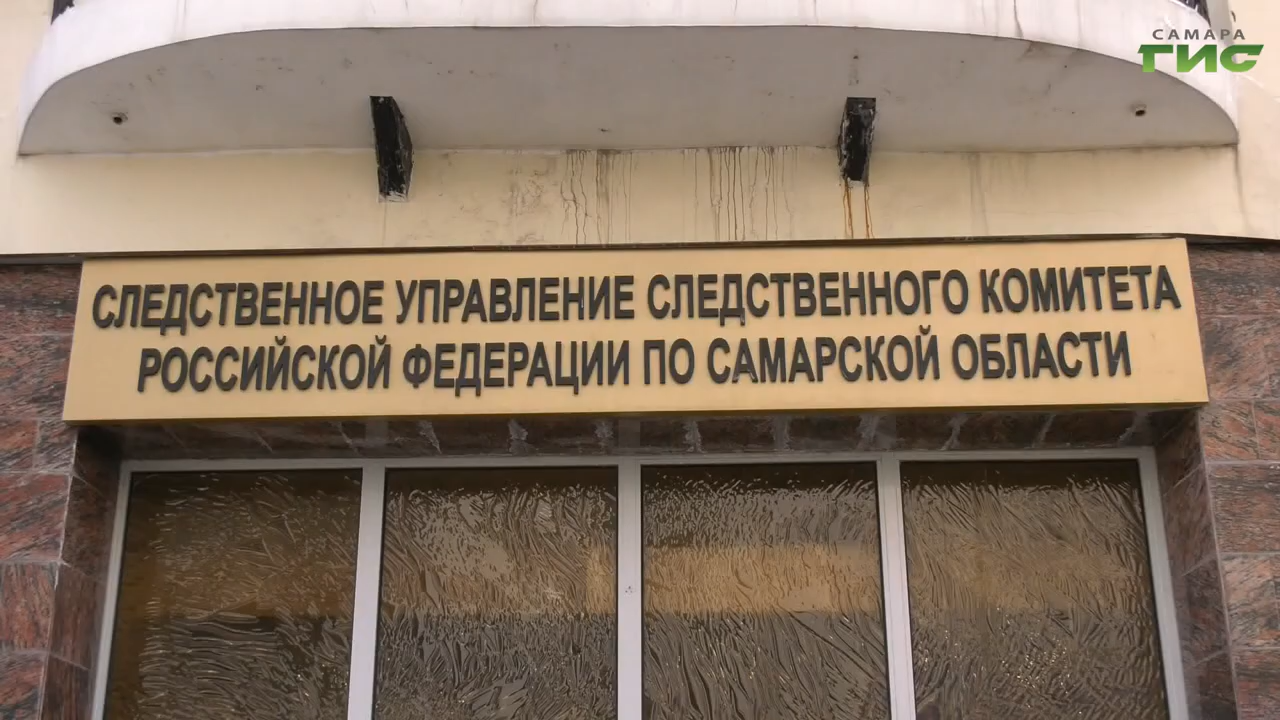 САМАРА
ГИС
СЛЕДСТВЕННОЕ УПРАВЛЕНИЕ СЛЕДСТВЕННОГО КОМИТЕТА
РОССИЙСКОЙ ФЕДЕРАЦИИ ПО САМАРСКОЙ ОБЛАСТИ